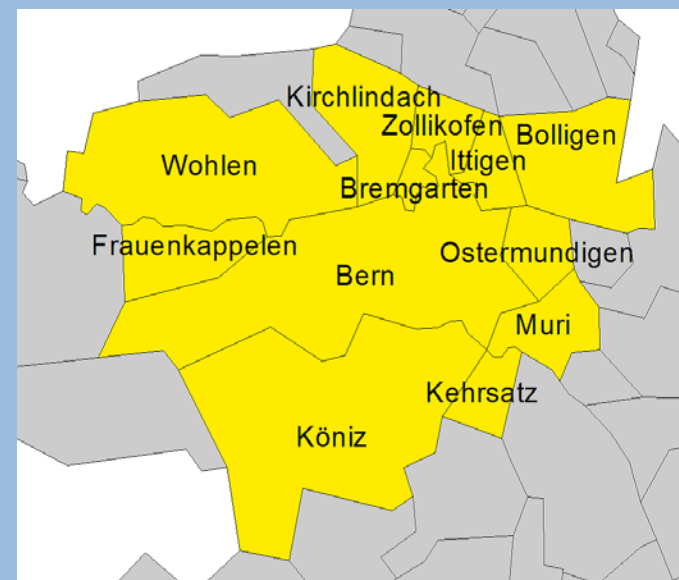 Kirchlindach
Zollikofen
Bolligen
Ittigen
Wohlen
Bremgarten
Frauenkappelen
Ostermundigen
Bern
Muri
Kehrsatz
Köniz